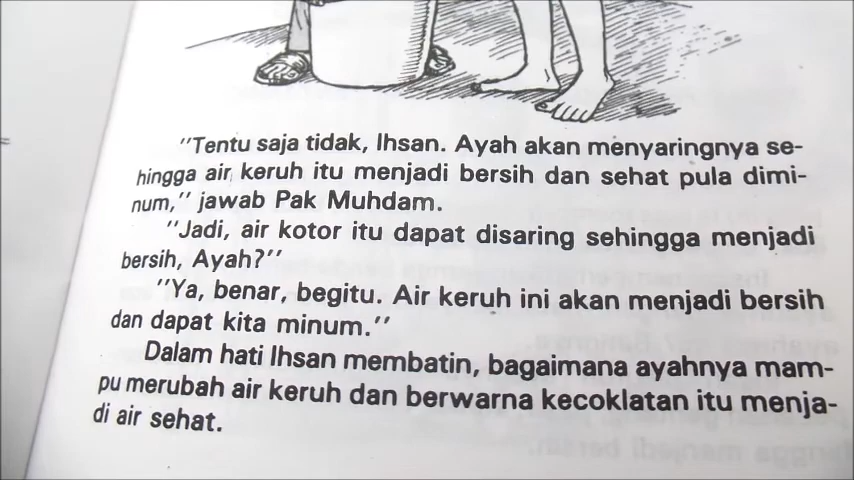 "Tentu saja tidak, Ihsan. Ayah akan menyaringnya se-
hingga air keruh itu menjadi bersih dan sehat pula dimi-
num," jawab Pak Muhdam.
"Jadi, air kotor itu dapat disaring sehingga menjadi
bersih, Ayah?"
"Ya, benar, begitu. Air keruh ini akan menjadi bersih
dan dapat kita minum."
Dalam hati Ihsan membatin, bagaimana ayahnya mam-
pu merubah air keruh dan berwarna kecoklatan itu menja-
di air sehat.